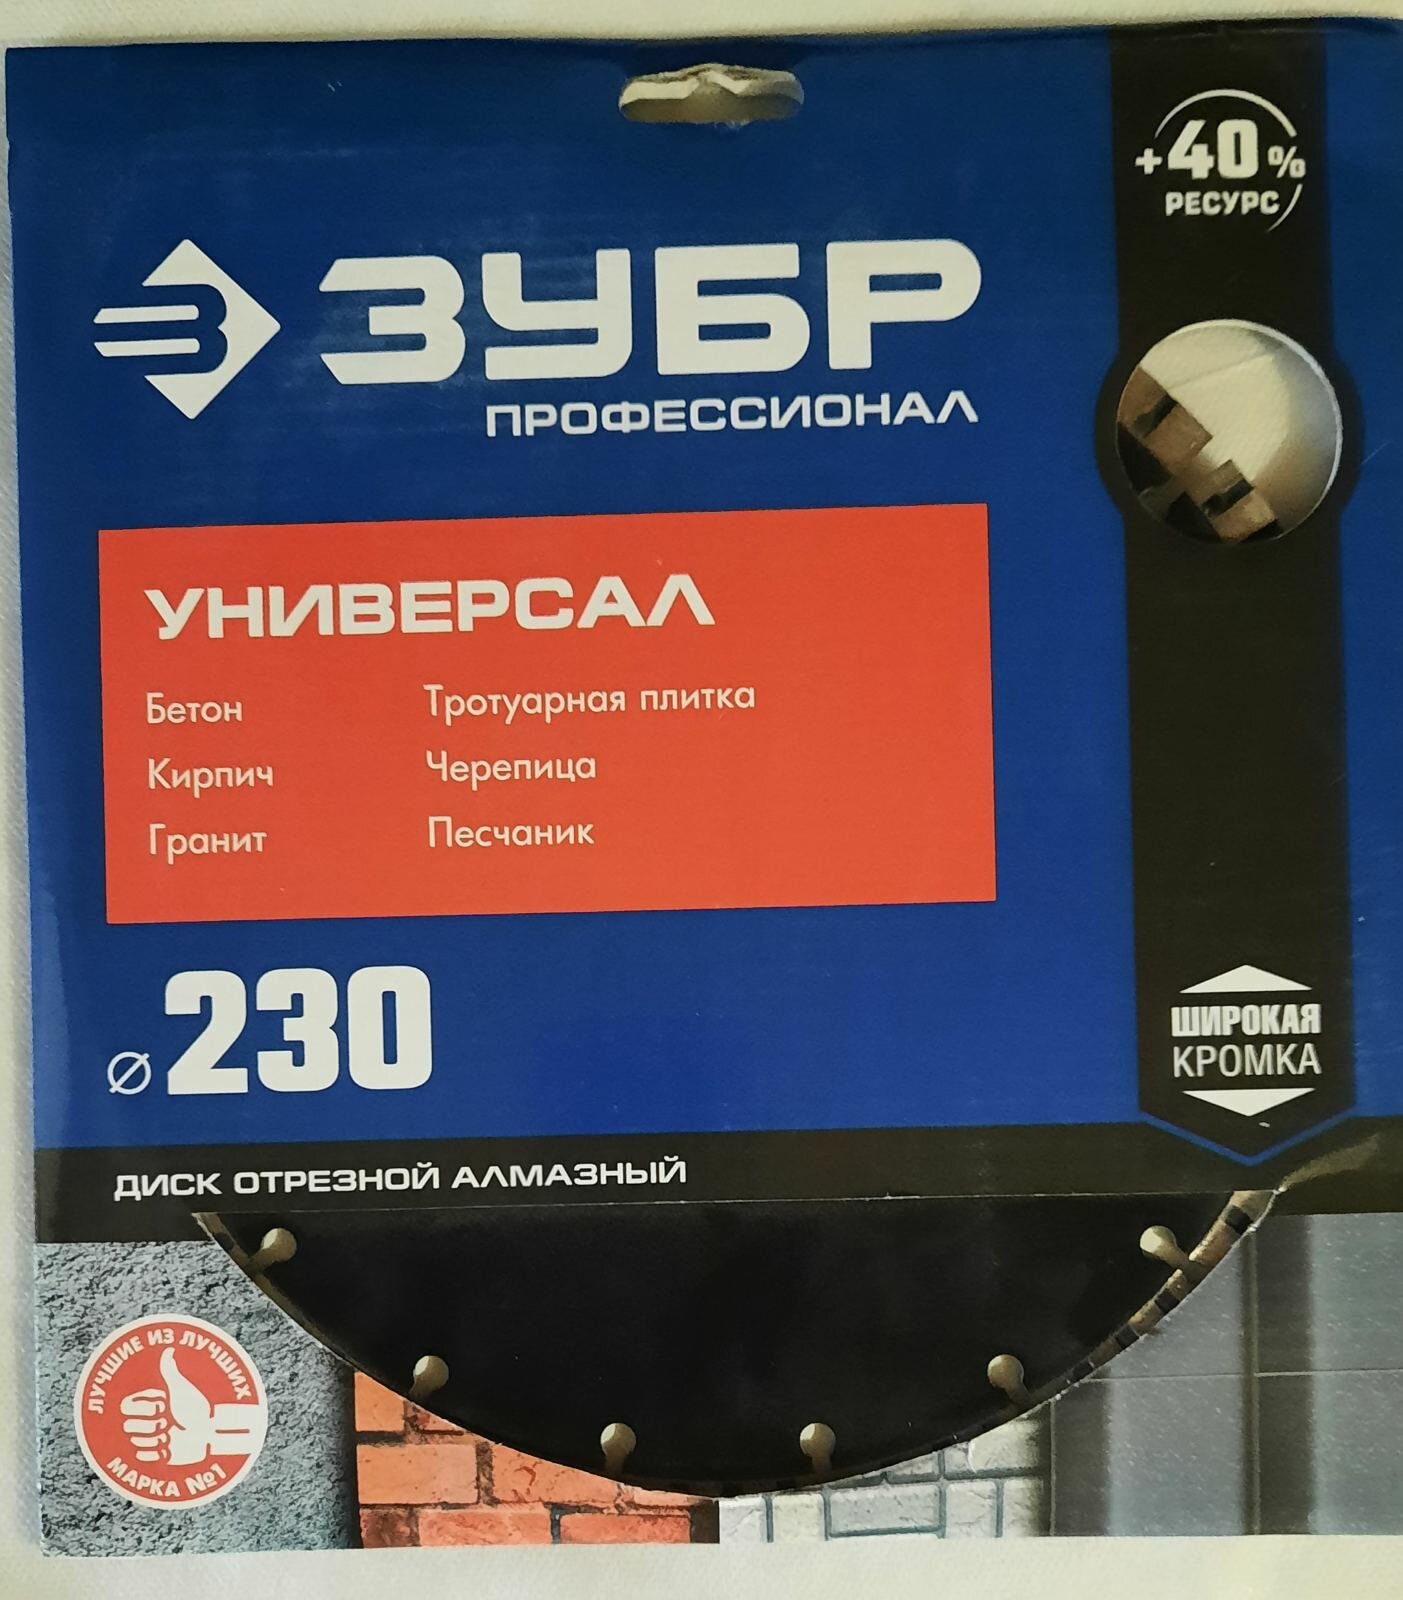 +40%
РЕСУРС
ЗУБР
ПРОФЕССИОНАЛ
УНИВЕРСАЛ
Бетон
Тротуарная плитка
Кирпич
Черепица
Гранит
Песчаник
⌀230
ШИРОКАЯ
КРОМКА
ДИСК ОТРЕЗНОЙ АЛМАЗНЫЙ
ЛУЧШИЕ ИЗ ЛУЧШИХ
МАРКА №1